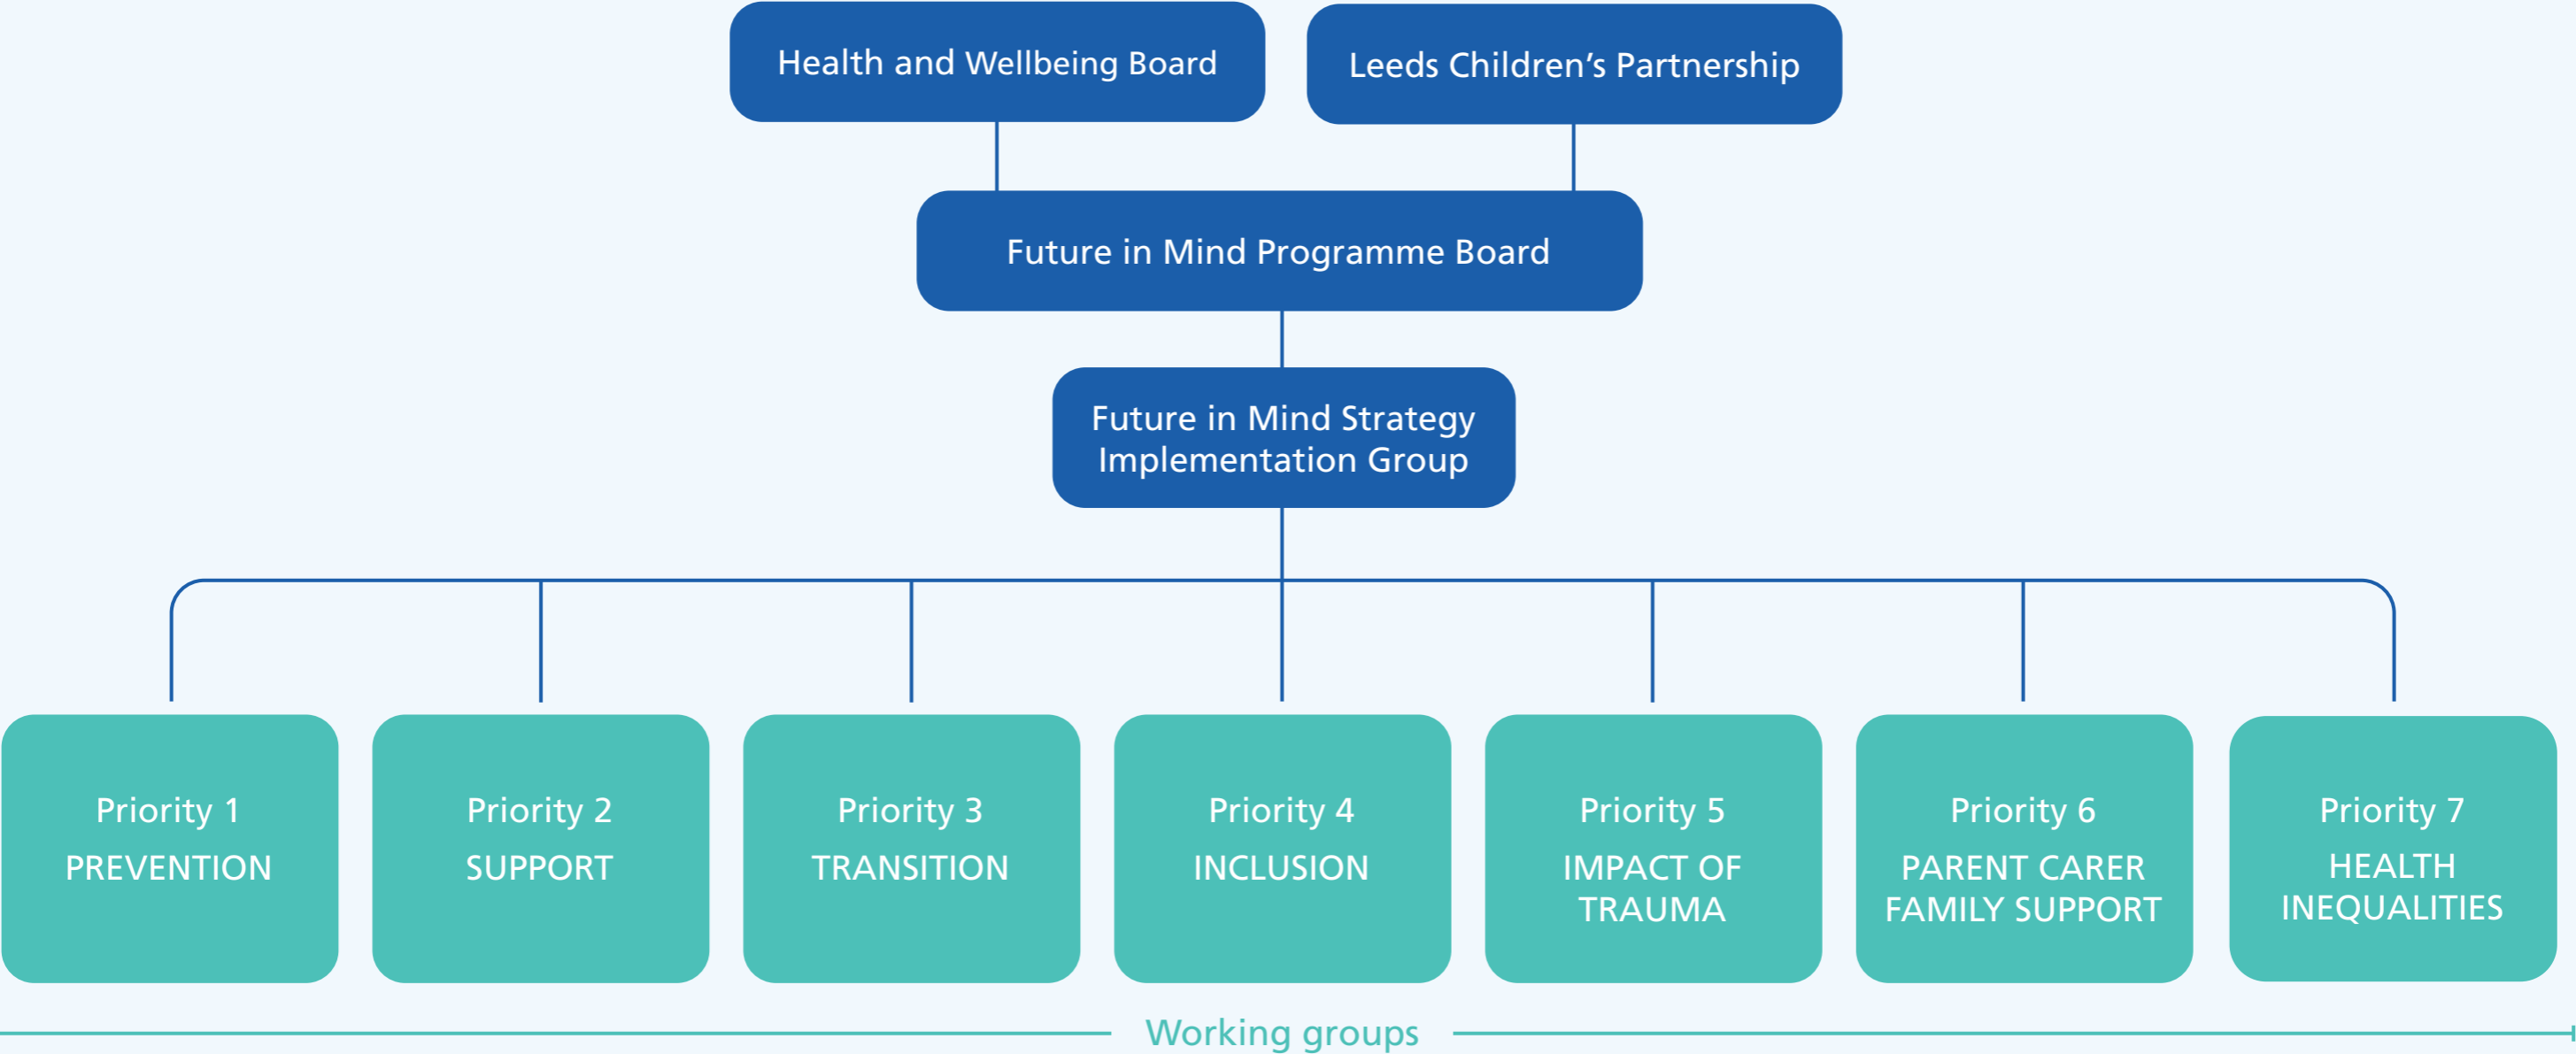 Health and Wellbeing Board
Leeds Children’s Partnership
Future in Mind Programme Board
Future in Mind Strategy
Implementation Group
Priority 1
PREVENTION
Priority 2
SUPPORT
Priority 3
TRANSITION
Priority 4
INCLUSION
Priority 5
IMPACT OF
TRAUMA
Priority 6
PARENT CARER
FAMILY SUPPORT
Priority 7
HEALTH
INEQUALITIES
Working groups